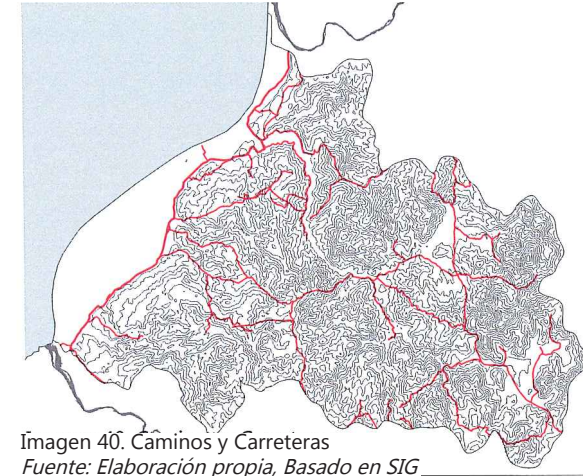 Imagen 40. Caminos y Carreteras
Fuente: Elaboración propia, Basado en SIG